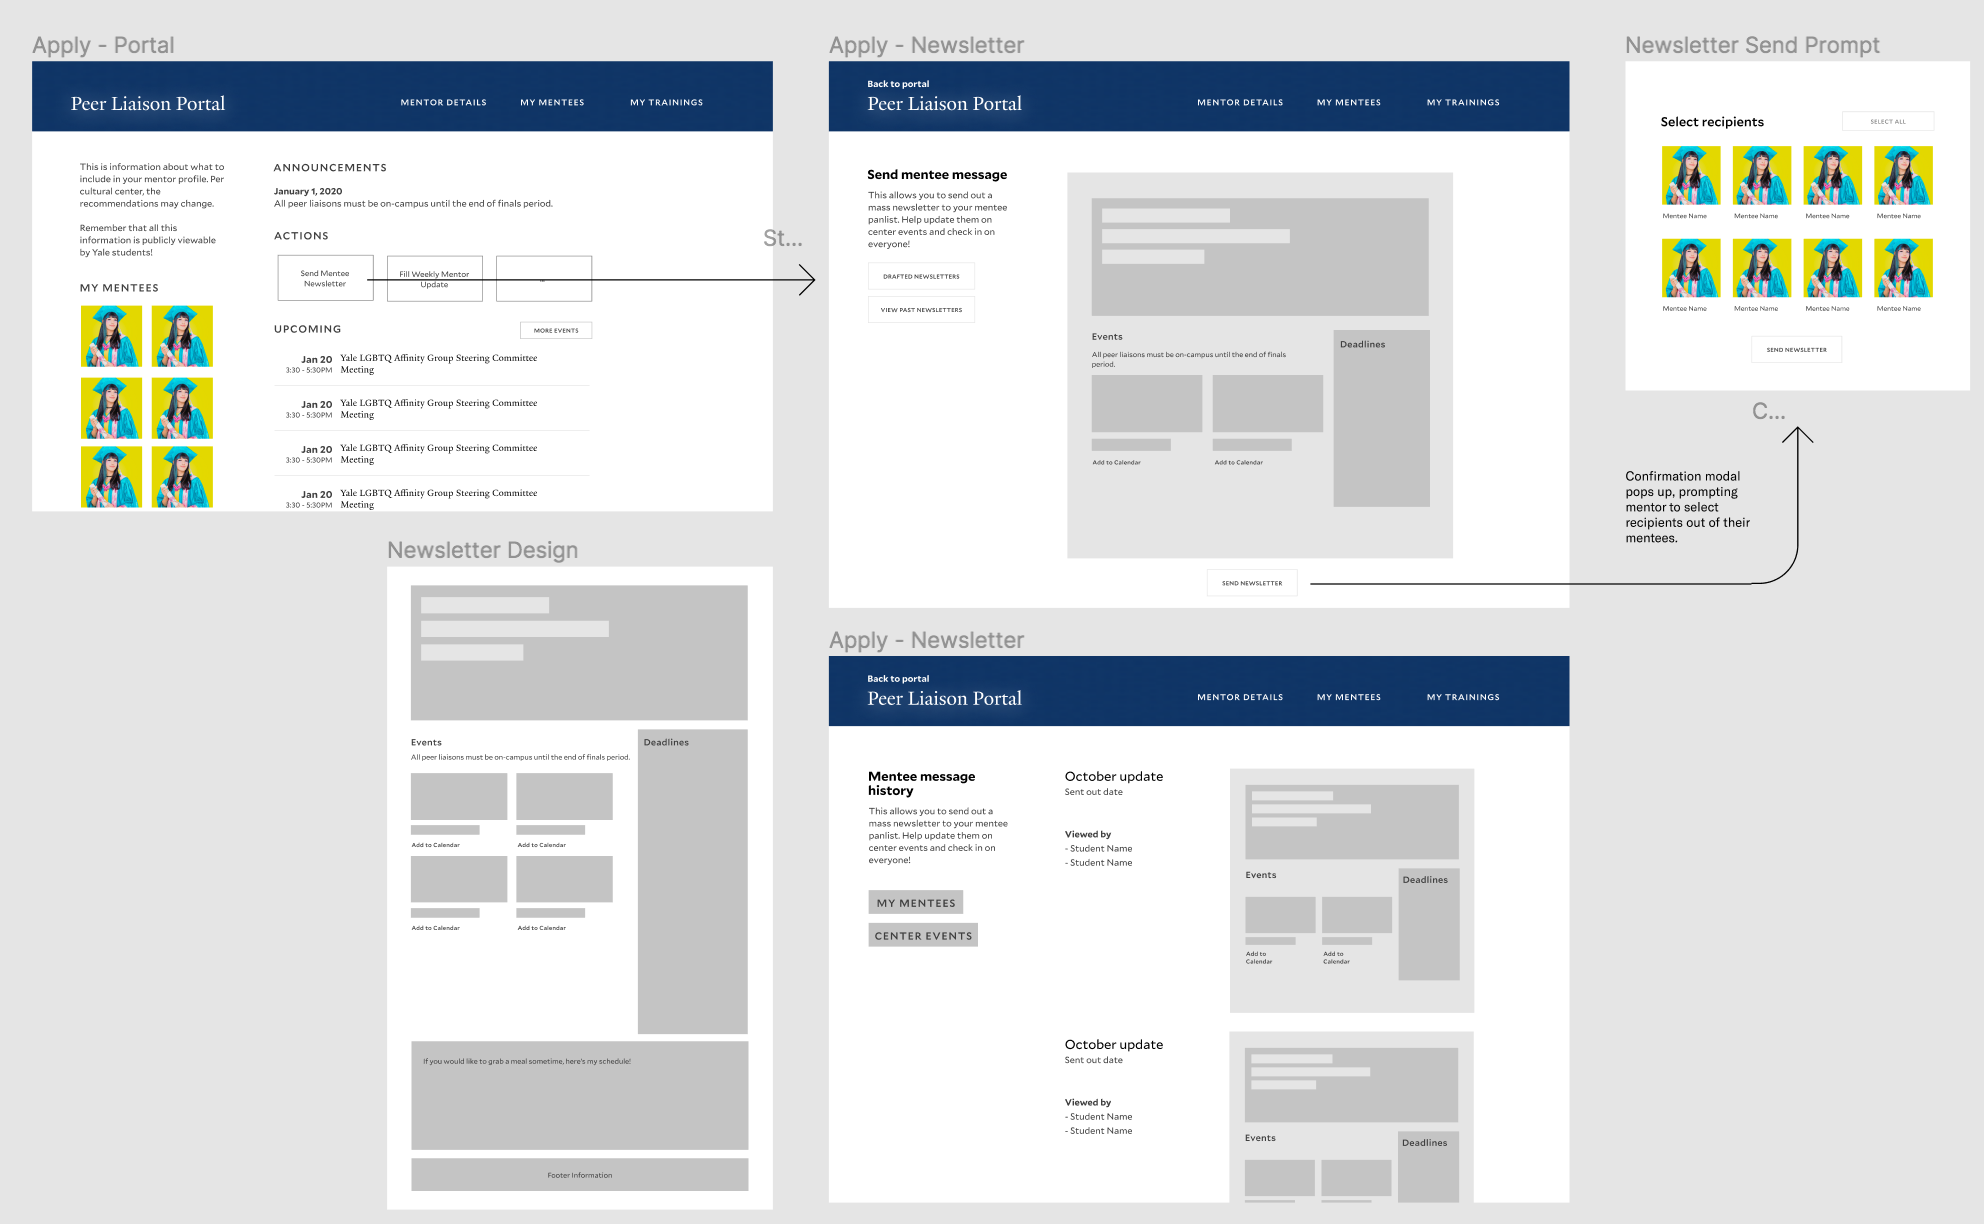 Apply - Portal
Peer Liaison Portal
MENTOR DETAILS
MY MENTEES
MY TRAININGS
This is information about what to
include in your mentor profile. Per
cultural center, the
recommendations may change.
Remember that all this
information is publicly viewable
by Yale students!
MY MENTEES
ANNOUNCEMENTS
January 1, 2020
All peer liaisons must be on-campus until the end of finals period.
ACTIONS
Send Mentee
Newsletter
Fill Weekly Mentor
Update
UPCOMING
MORE EVENTS
Jan 20
3:30 - 5:30PM
Yale LGBTQ Affinity Group Steering Committee
Meeting
Jan 20
3:30 - 5:30PM
Yale LGBTQ Affinity Group Steering Committee
Meeting
Jan 20
3:30 - 5:30PM
Yale LGBTQ Affinity Group Steering Committee
Meeting
Jan 20
3:30 - 5:30PM
Yale LGBTQ Affinity Group Steering Committee
Meeting
St...
Apply - Newsletter
Back to portal
Peer Liaison Portal
MENTOR DETAILS
MY MENTEES
MY TRAININGS
Send mentee message
This allows you to send out a
mass newsletter to your mentee
panlist. Help update them on
center events and check in on
everyone!
DRAFTED NEWSLETTERS
VIEW PAST NEWSLETTERS
Events
All peer liaisons must be on-campus until the end of finals
period.
Add to Calendar
Add to Calendar
Deadlines
SEND NEWSLETTER
Newsletter Send Prompt
Select recipients
SELECT ALL
Mentee Name
Mentee Name
Mentee Name
Mentee Name
Mentee Name
Mentee Name
Mentee Name
Mentee Name
SEND NEWSLETTER
C...
Confirmation modal
pops up, prompting
mentor to select
recipients out of their
mentees.
Newsletter Design
Events
All peer liaisons must be on-campus until the end of finals period.
Add to Calendar
Add to Calendar
Add to Calendar
Add to Calendar
Deadlines
If you would like to grab a meal sometime, here's my schedule!
Footer Information
Apply - Newsletter
Back to portal
Peer Liaison Portal
MENTOR DETAILS
MY MENTEES
MY TRAININGS
Mentee message
history
This allows you to send out a
mass newsletter to your mentee
panlist. Help update them on
center events and check in on
everyone!
MY MENTEES
CENTER EVENTS
October update
Sent out date
Viewed by
- Student Name
- Student Name
Events
Add to
Calendar
Add to
Calendar
Deadlines
October update
Sent out date
Viewed by
- Student Name
- Student Name
Events
Deadlines